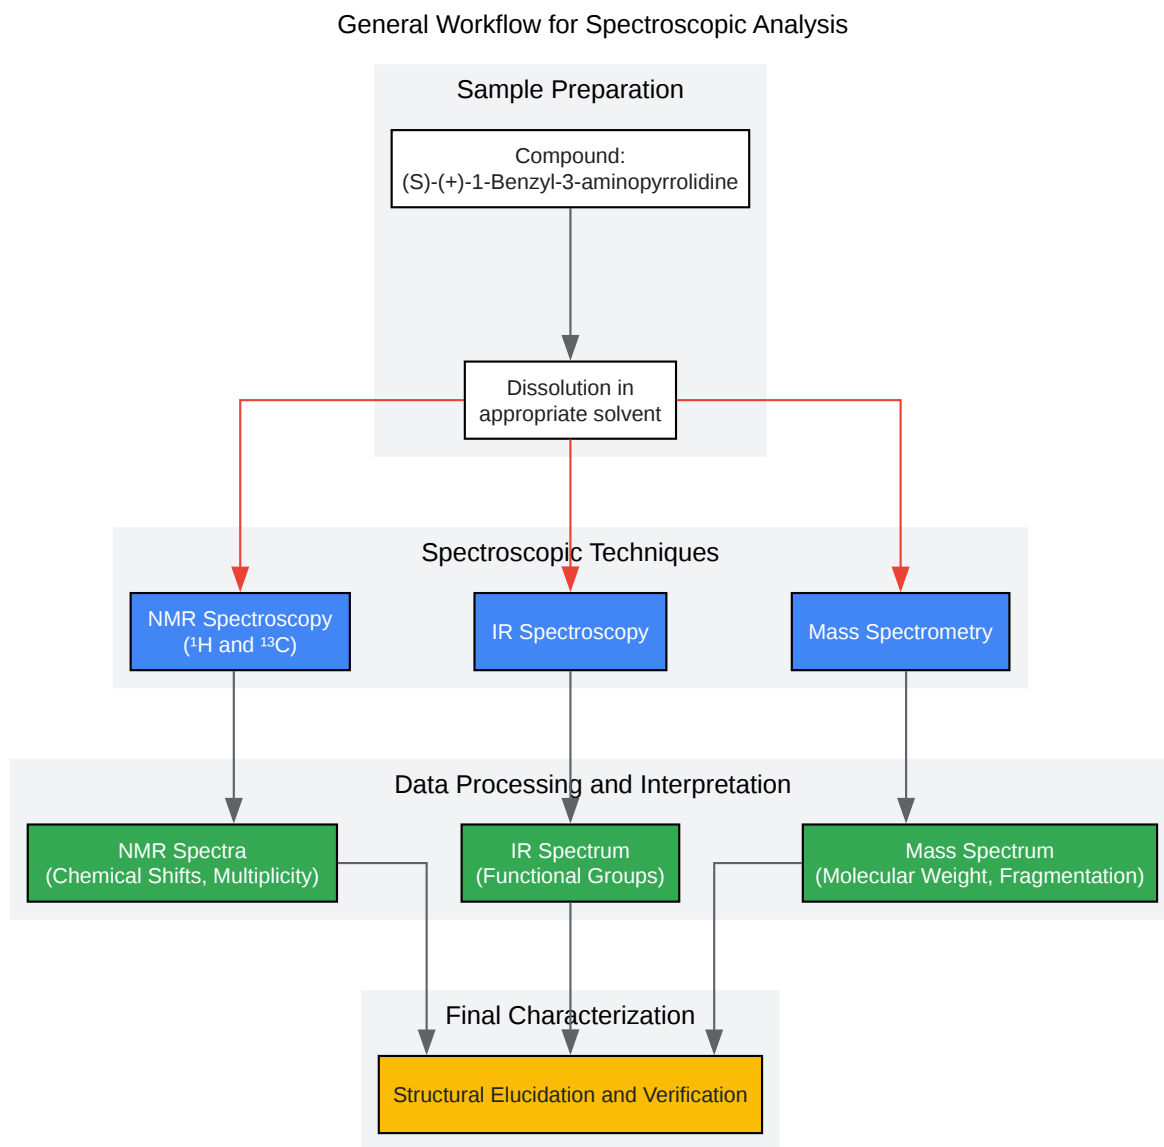 General Workflow for Spectroscopic Analysis
Sample Preparation
Compound:
(S)-(+)-1-Benzyl-3-aminopyrrolidine
Dissolution in
appropriate solvent
Spectroscopic Techniques
NMR Spectroscopy
(¹H and ¹³C)
IR Spectroscopy
Mass Spectrometry
Data Processing and Interpretation
NMR Spectra
(Chemical Shifts, Multiplicity)
IR Spectrum
(Functional Groups)
Mass Spectrum
(Molecular Weight, Fragmentation)
Final Characterization
Structural Elucidation and Verification